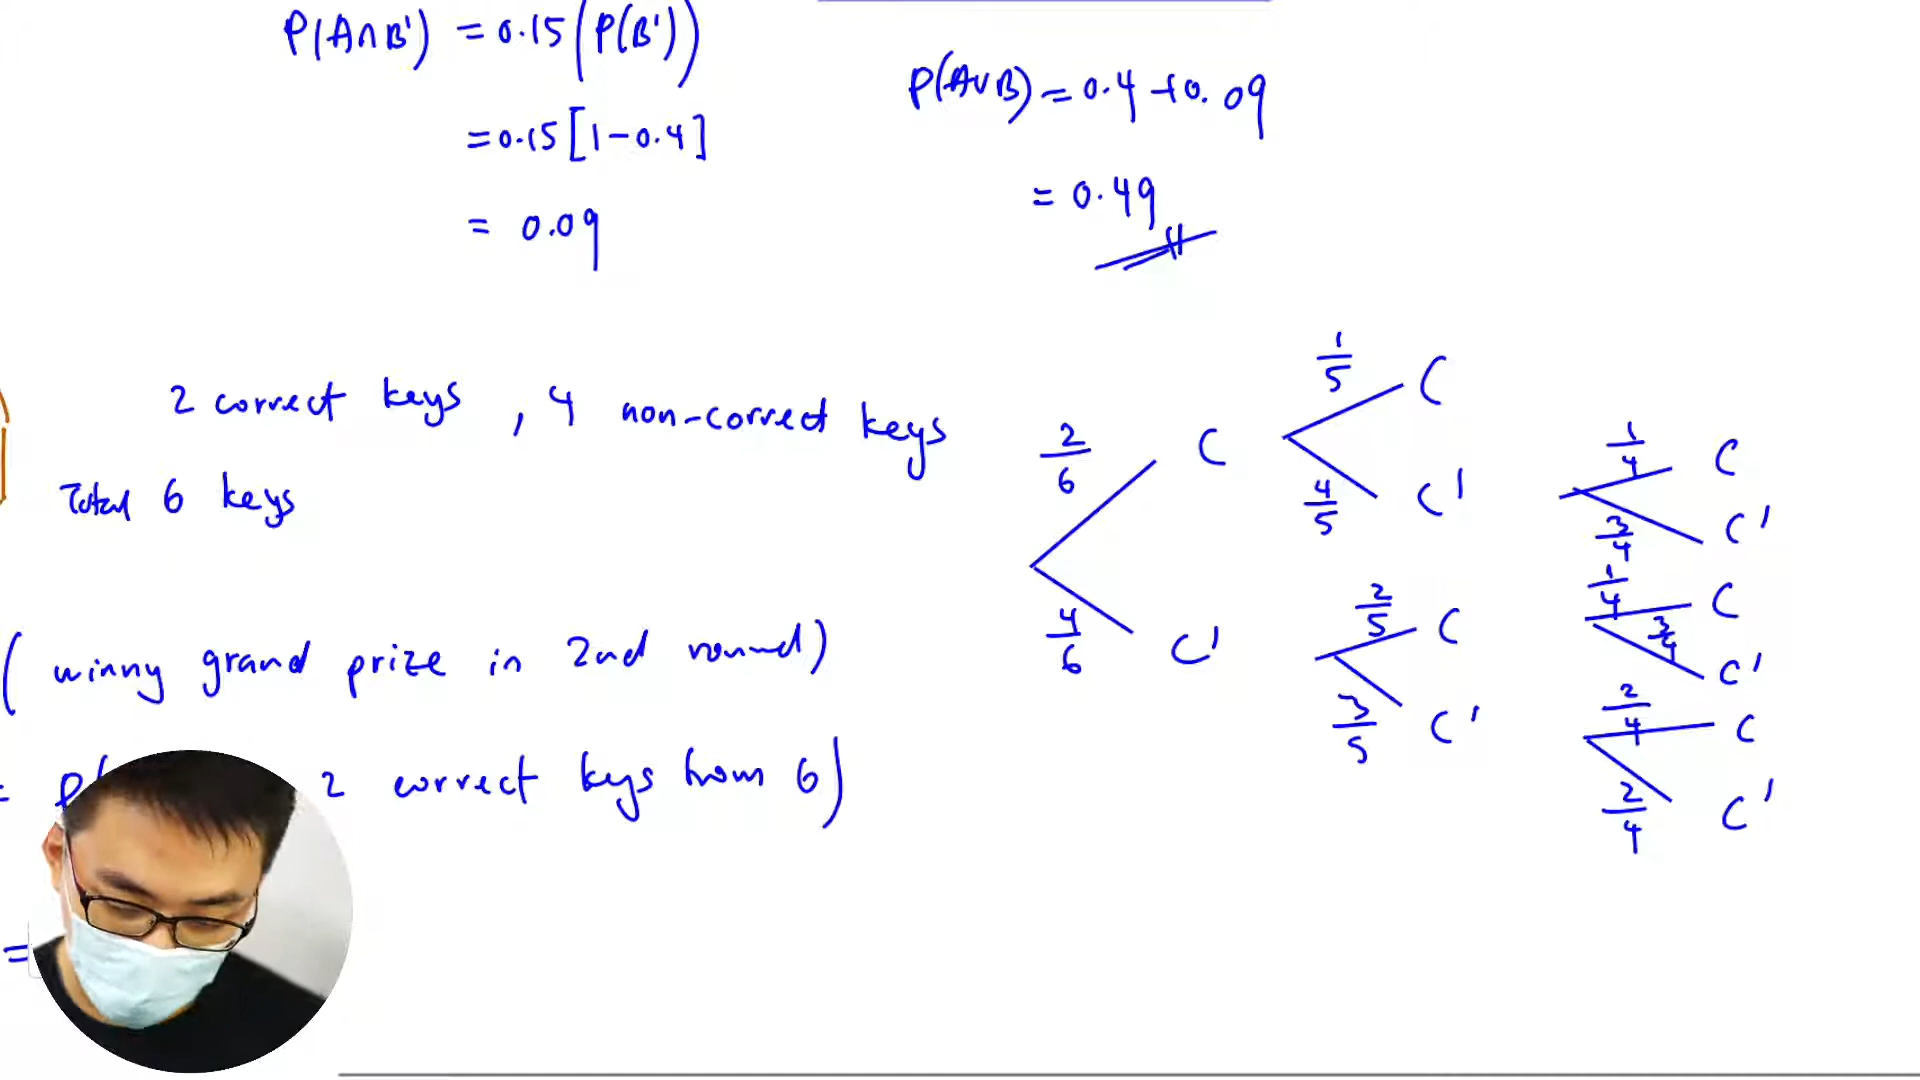 P(A∩B') = 0.15(P(B'))
= 0.15[1-0.4]
= 0.09
P(A∪B) = 0.4 + 0.09
= 0.49
2 correct keys , 4 non-correct keys
Total 6 keys
( winny grand prize in 2nd round)
= P( 2 correct keys from 6)
=
2/6 C
4/6 C'
1/5 C
4/5 C'
2/5 C
3/5 C'
1/4 C
3/4 C'
1/4 C
3/4 C'
2/4 C
2/4 C'